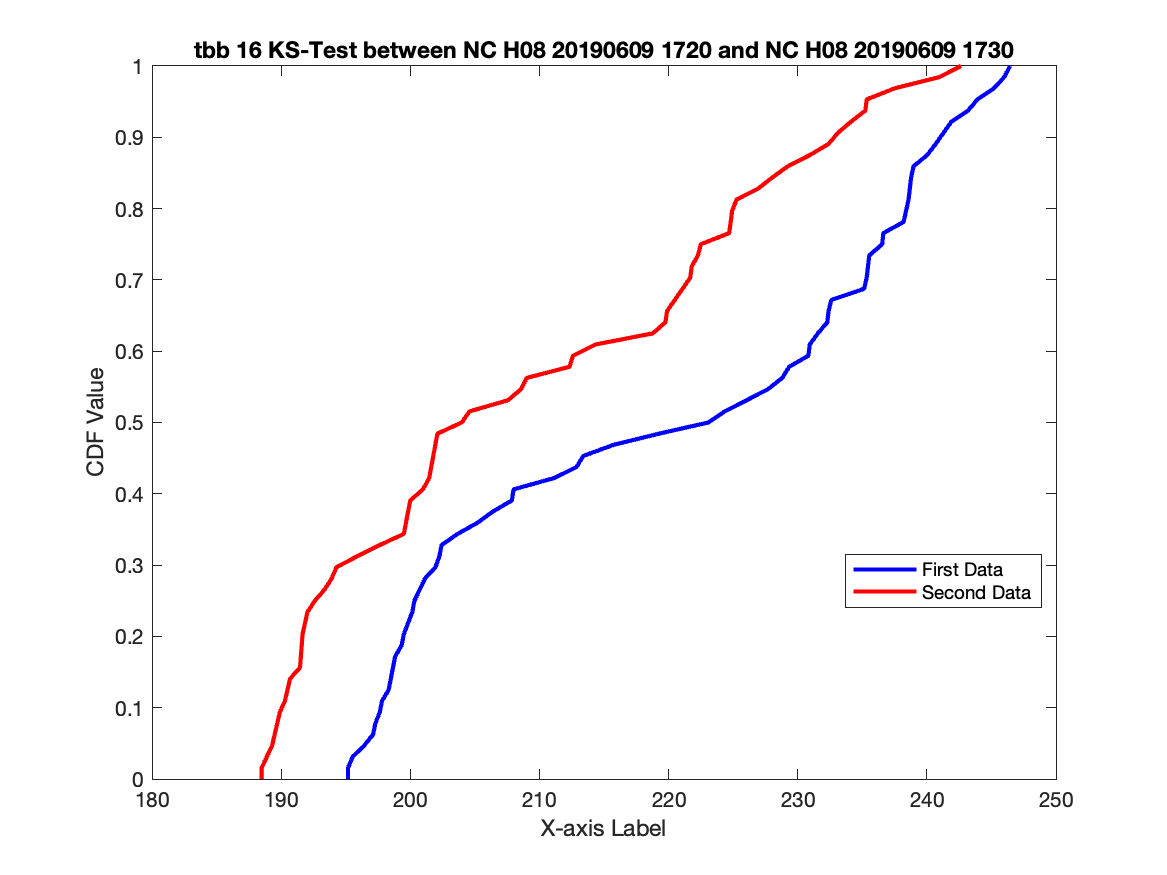 tbb 16 KS-Test between NC H08 20190609 1720 and NC H08 20190609 1730
1
0.9
0.8
0.7
0.6
0.5
0.4
0.3
0.2
0.1
0
CDF Value
First Data
Second Data
180 190 200 210 220 230 240 250
X-axis Label